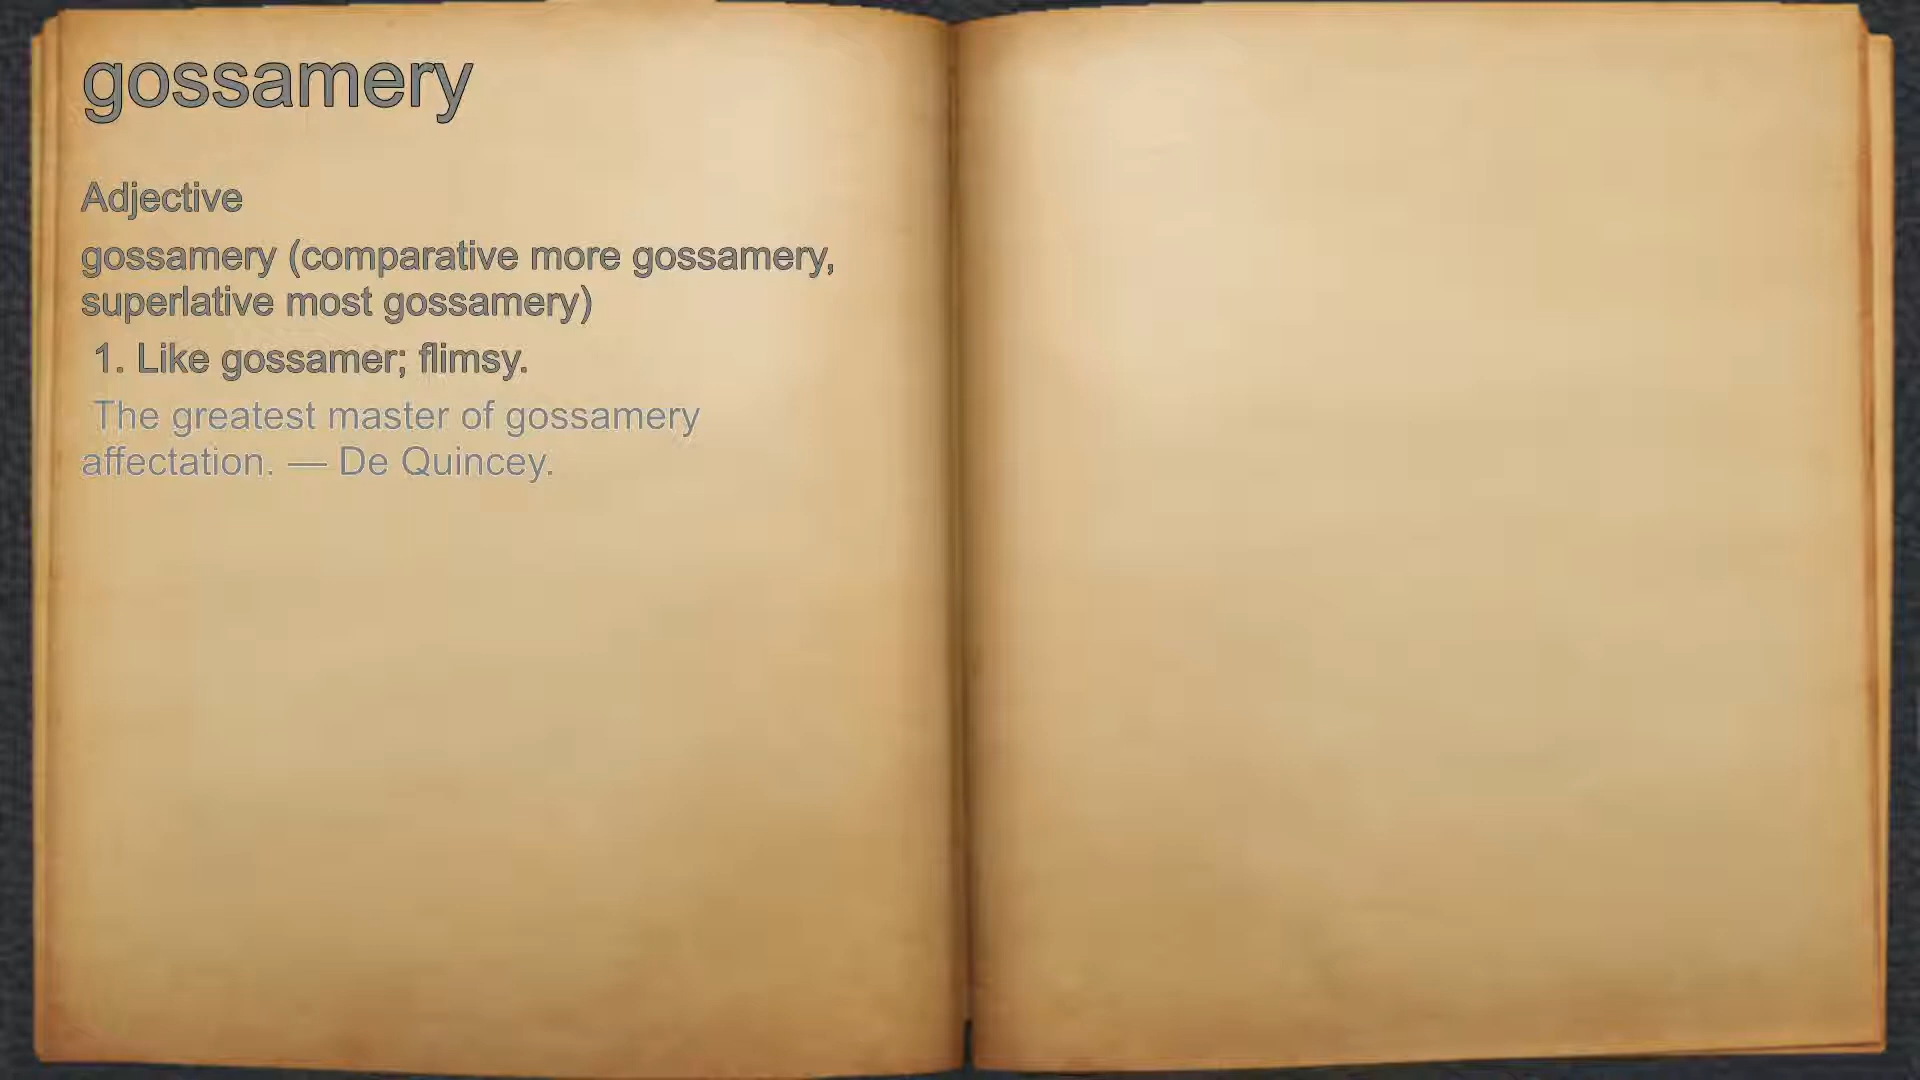 gossamery
Adjective
gossamery (comparative more gossamery,
superlative most gossamery)
1. Like gossamer; flimsy.
The greatest master of gossamery
affectation. — De Quincey.